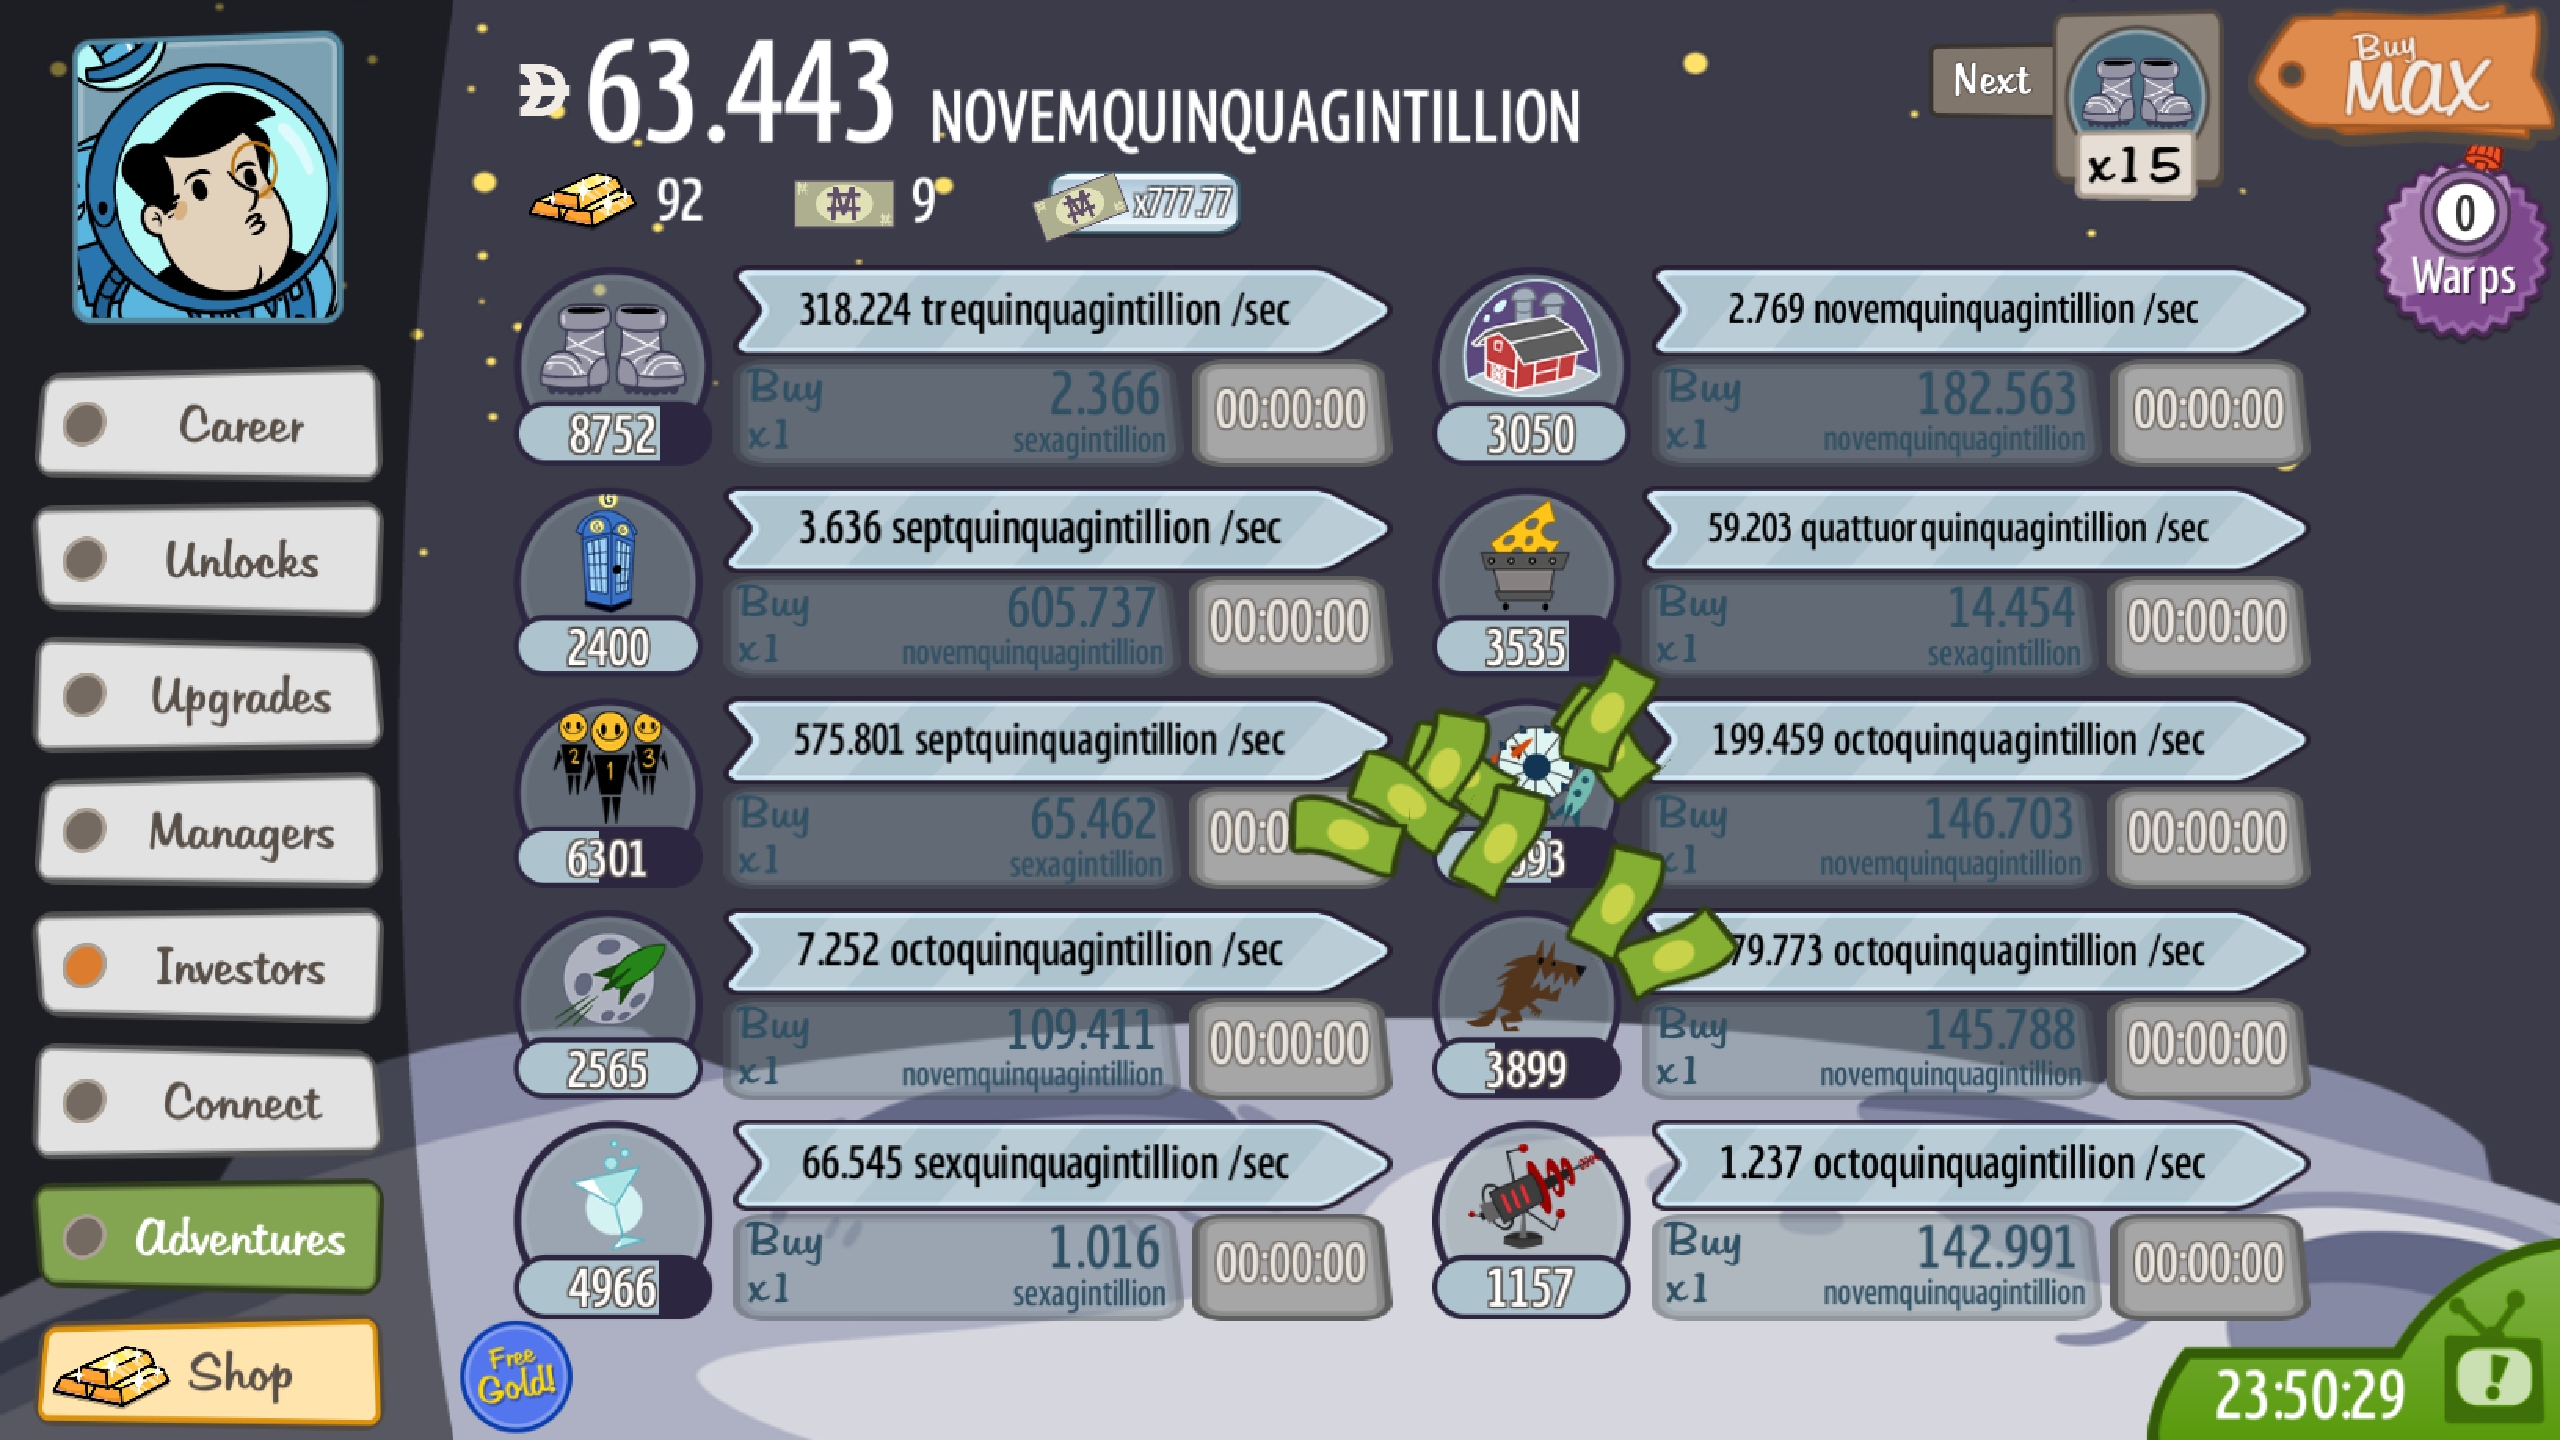 63.443 NOVEMQUINQUAGINTILLION
Next
x15
Buy
MAX
92
9
x777.77
0
Warps
Career
Unlocks
Upgrades
Managers
Investors
Connect
Adventures
Shop
318.224 trequinquagintillion /sec
8752
Buy
x1
2.366
sexagintillion
00:00:00
2.769 novemquinquagintillion /sec
3050
Buy
x1
182.563
novemquinquagintillion
00:00:00
3.636 septquinquagintillion /sec
2400
Buy
x1
605.737
novemquinquagintillion
00:00:00
59.203 quattuorquinquagintillion /sec
3535
Buy
x1
14.454
sexagintillion
00:00:00
2 1 3
575.801 septquinquagintillion /sec
6301
Buy
x1
65.462
sexagintillion
199.459 octoquinquagintillion /sec
Buy
x1
146.703
novemquinquagintillion
00:00:00
7.252 octoquinquagintillion /sec
2565
Buy
x1
109.411
novemquinquagintillion
00:00:00
octoquinquagintillion /sec
3899
Buy
x1
145.788
novemquinquagintillion
00:00:00
66.545 sexquinquagintillion /sec
4966
Buy
x1
1.016
sexagintillion
00:00:00
1.237 octoquinquagintillion /sec
1157
Buy
x1
142.991
novemquinquagintillion
00:00:00
Free
Gold!
23:50:29
!